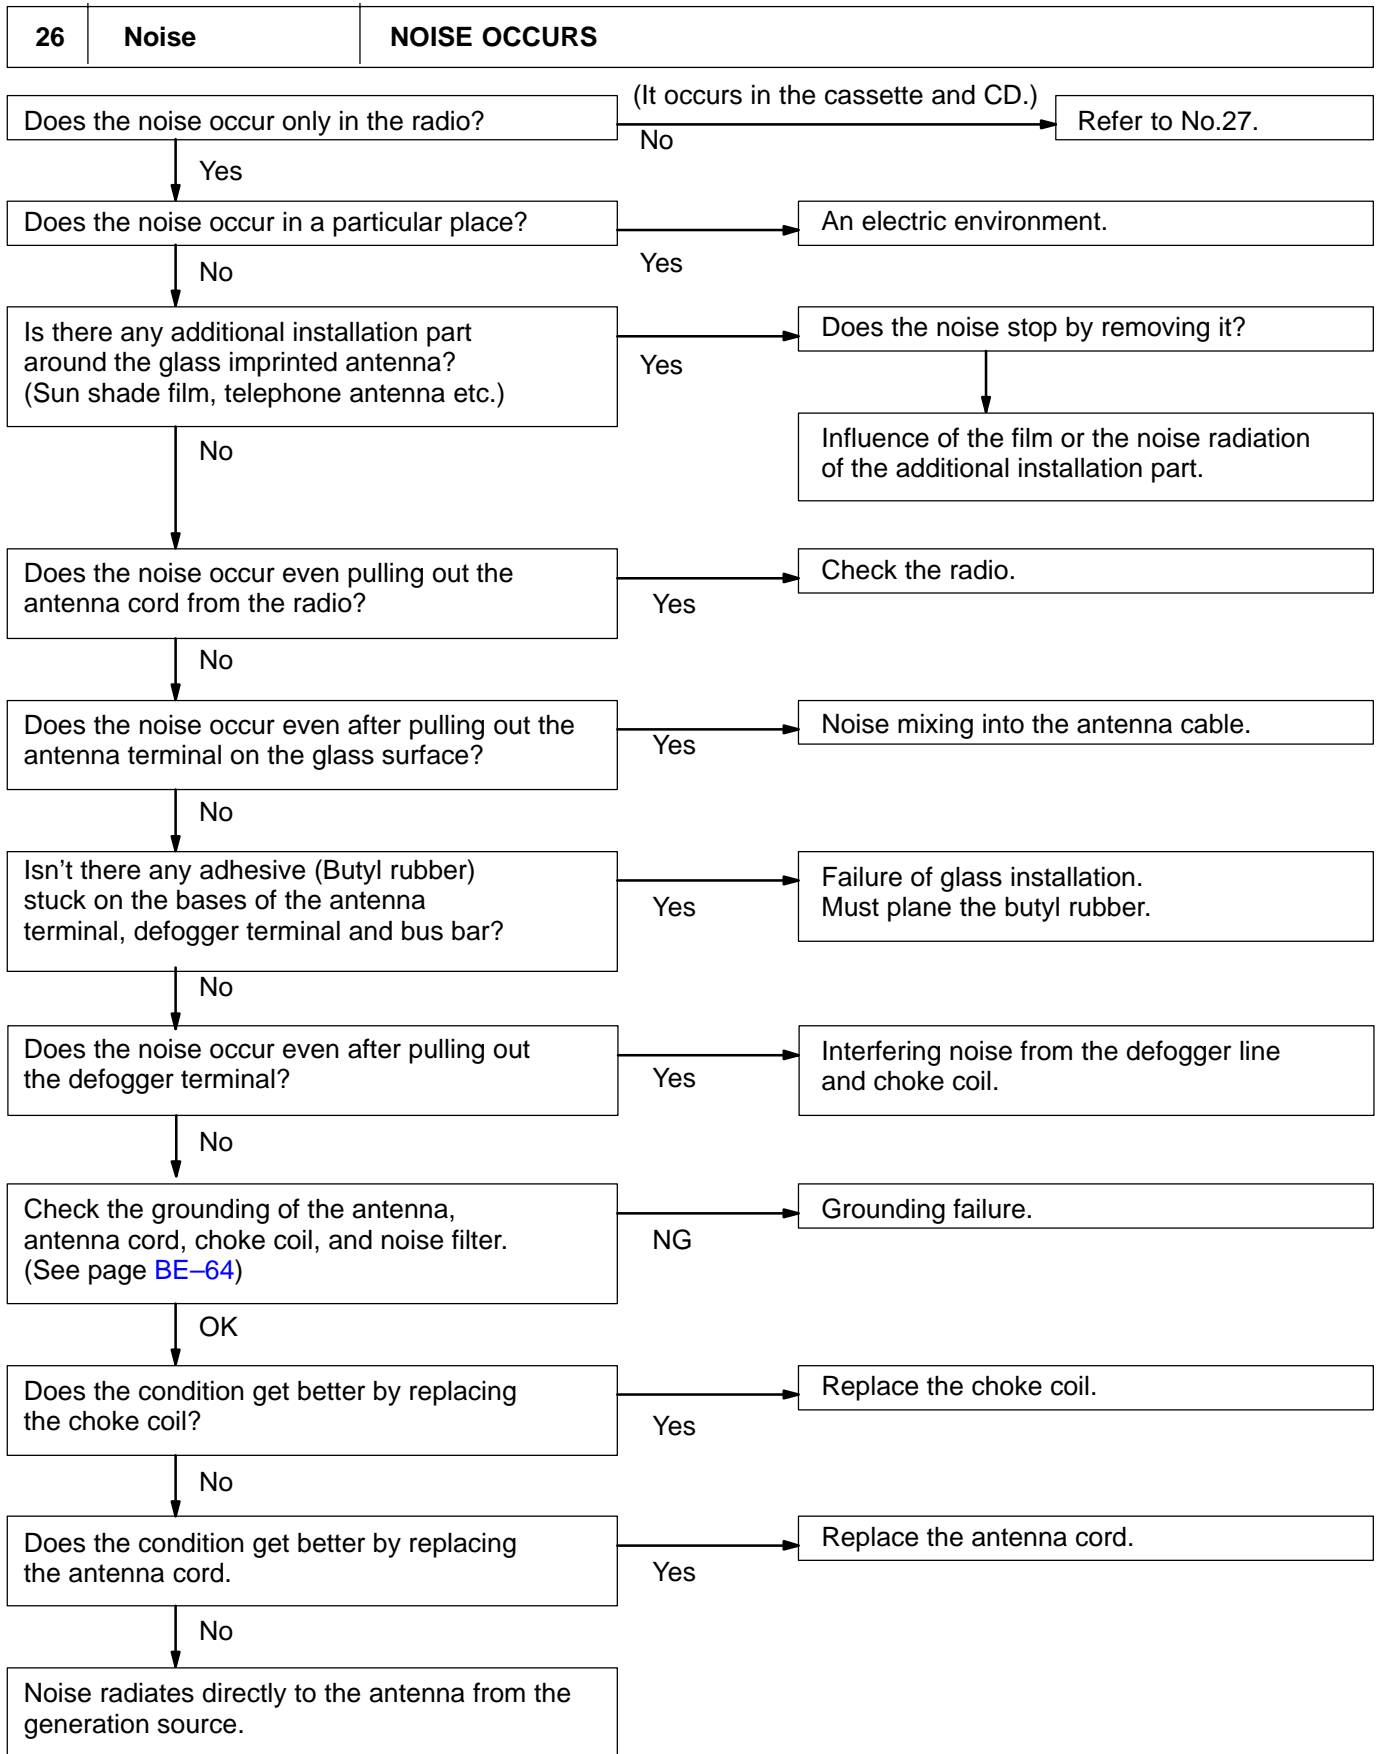 26 Noise NOISE OCCURS
Does the noise occur only in the radio?
(It occurs in the cassette and CD.)
No
Refer to No.27.
Yes
Does the noise occur in a particular place?
Yes
An electric environment.
No
Is there any additional installation part
around the glass imprinted antenna?
(Sun shade film, telephone antenna etc.)
Yes
Does the noise stop by removing it?
Influence of the film or the noise radiation
of the additional installation part.
No
Does the noise occur even pulling out the
antenna cord from the radio?
Yes
Check the radio.
No
Does the noise occur even after pulling out the
antenna terminal on the glass surface?
Yes
Noise mixing into the antenna cable.
No
Isn't there any adhesive (Butyl rubber)
stuck on the bases of the antenna
terminal, defogger terminal and bus bar?
Yes
Failure of glass installation.
Must plane the butyl rubber.
No
Does the noise occur even after pulling out
the defogger terminal?
Yes
Interfering noise from the defogger line
and choke coil.
No
Check the grounding of the antenna,
antenna cord, choke coil, and noise filter.
(See page BE–64)
NG
Grounding failure.
OK
Does the condition get better by replacing
the choke coil?
Yes
Replace the choke coil.
No
Does the condition get better by replacing
the antenna cord.
Yes
Replace the antenna cord.
No
Noise radiates directly to the antenna from the
generation source.